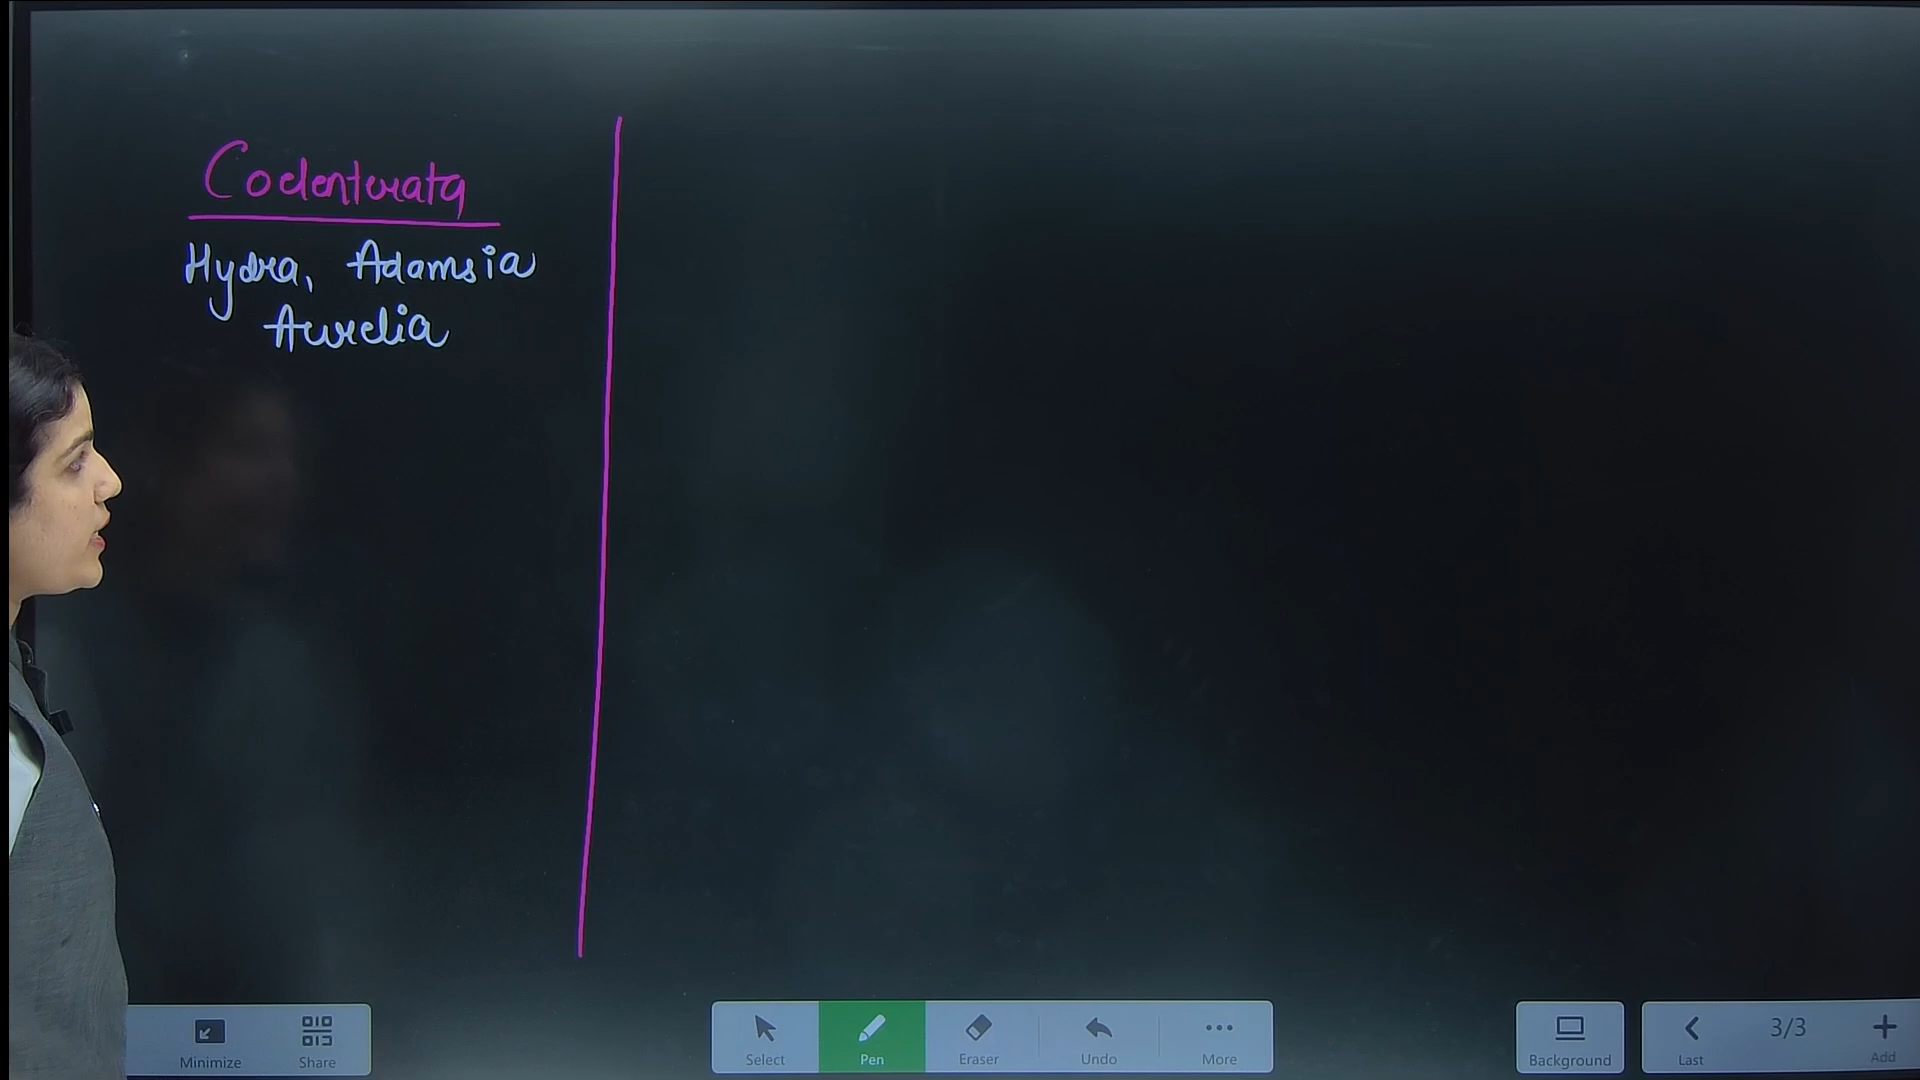 Coelenterata
Hydra, Adamsia
Aurelia
Minimize
Share
Select
Pen
Eraser
Undo
More
Background
Last
3/3
Add